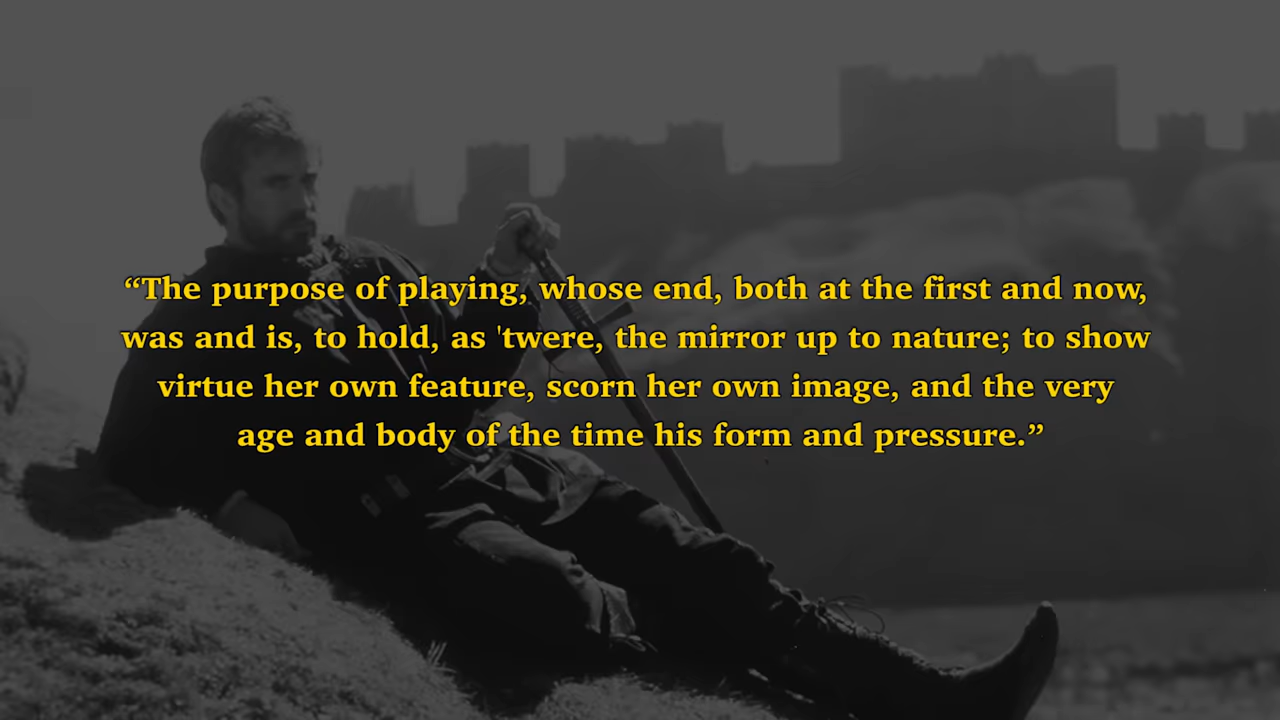 “The purpose of playing, whose end, both at the first and now,
was and is, to hold, as 'twere, the mirror up to nature; to show
virtue her own feature, scorn her own image, and the very
age and body of the time his form and pressure.”